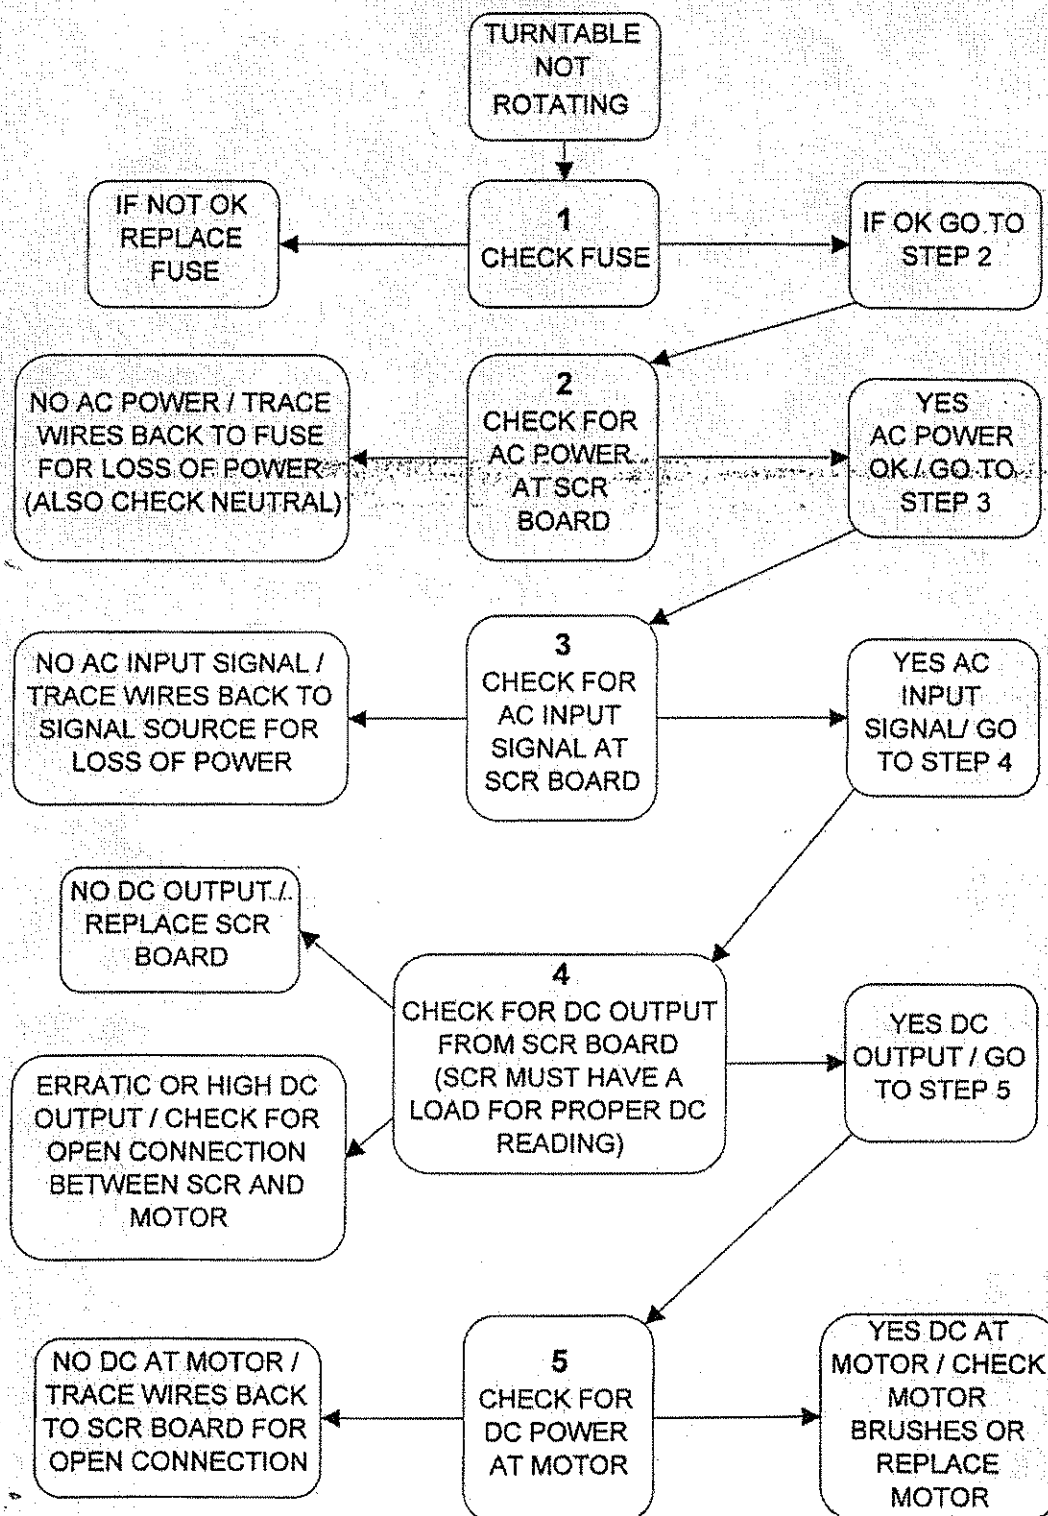 TURNTABLE
NOT
ROTATING
IF NOT OK
REPLACE
FUSE
1
CHECK FUSE
IF OK GO TO
STEP 2
NO AC POWER / TRACE
WIRES BACK TO FUSE
FOR LOSS OF POWER
(ALSO CHECK NEUTRAL)
2
CHECK FOR
AC POWER
AT SCR
BOARD
YES
AC POWER
OK / GO TO
STEP 3
NO AC INPUT SIGNAL /
TRACE WIRES BACK TO
SIGNAL SOURCE FOR
LOSS OF POWER
3
CHECK FOR
AC INPUT
SIGNAL AT
SCR BOARD
YES AC
INPUT
SIGNAL/ GO
TO STEP 4
NO DC OUTPUT /
REPLACE SCR
BOARD
ERRATIC OR HIGH DC
OUTPUT / CHECK FOR
OPEN CONNECTION
BETWEEN SCR AND
MOTOR
4
CHECK FOR DC OUTPUT
FROM SCR BOARD
(SCR MUST HAVE A
LOAD FOR PROPER DC
READING)
YES DC
OUTPUT / GO
TO STEP 5
NO DC AT MOTOR /
TRACE WIRES BACK
TO SCR BOARD FOR
OPEN CONNECTION
5
CHECK FOR
DC POWER
AT MOTOR
YES DC AT
MOTOR / CHECK
MOTOR
BRUSHES OR
REPLACE
MOTOR